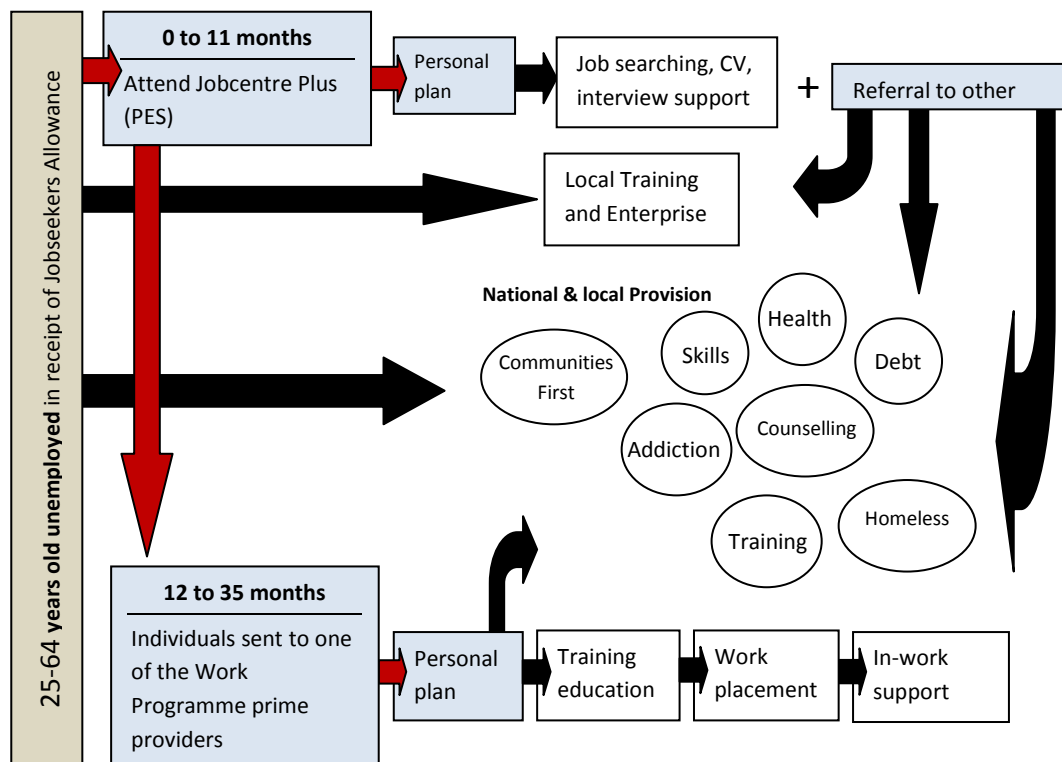 25-64 years old unemployed in receipt of Jobseekers Allowance
0 to 11 months
Attend Jobcentre Plus
(PES)
Personal
plan
Job searching, CV,
interview support
+
Referral to other
Local Training
and Enterprise
National & local Provision
Communities
First
Skills
Health
Debt
Addiction
Counselling
Training
Homeless
12 to 35 months
Individuals sent to one
of the Work
Programme prime
providers
Personal
plan
Training
education
Work
placement
In-work
support